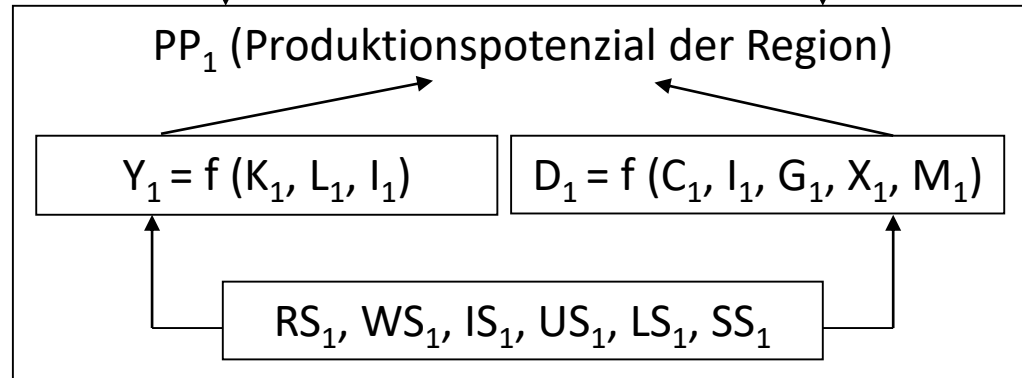 PP₁ (Produktionspotenzial der Region)
Y₁ = f (K₁, L₁, I₁)
D₁ = f (C₁, I₁, G₁, X₁, M₁)
RS₁, WS₁, IS₁, US₁, LS₁, SS₁